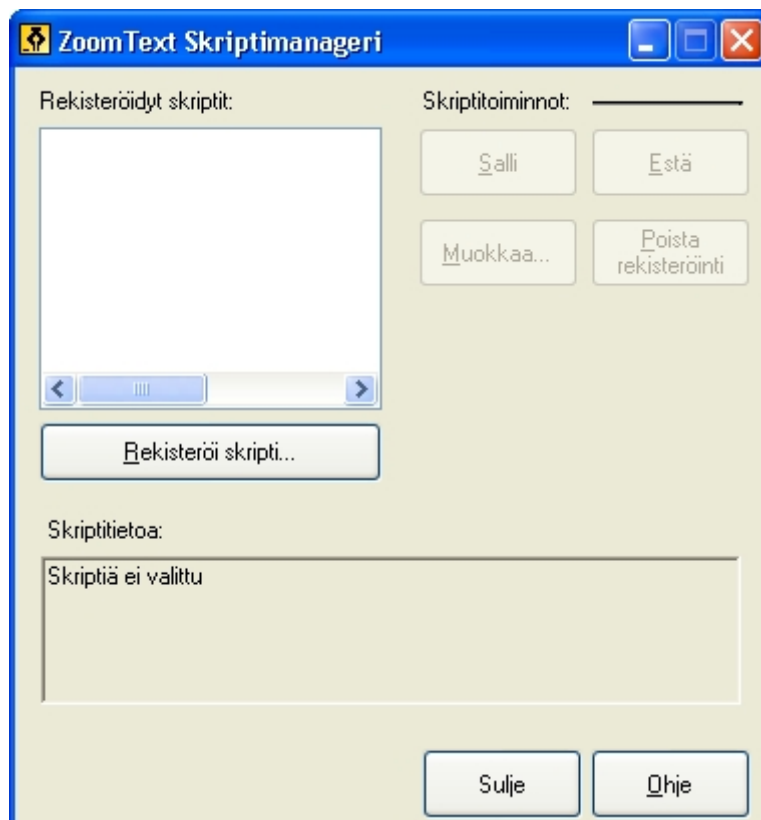 ZoomText Skriptimanageri
Rekisteröidyt skriptit:
Skriptitoiminnot:
Salli
Estä
Muokkaa...
Poista
rekisteröinti
Rekisteröi skripti...
Skriptitietoa:
Skriptiä ei valittu
Sulje
Ohje